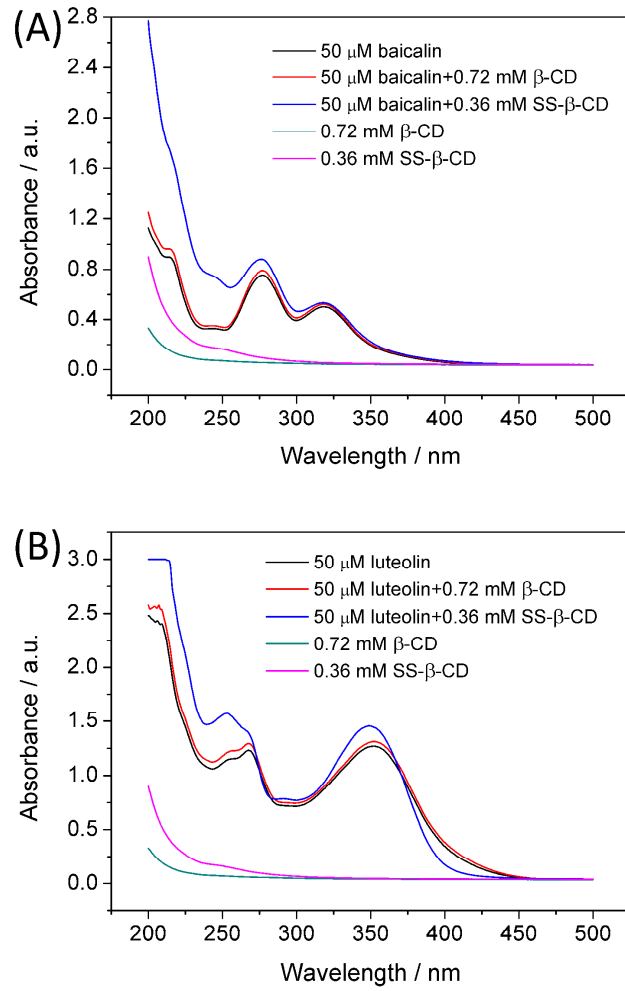 (A)
2.8
2.4
2.0
1.6
1.2
0.8
0.4
0.0
Absorbance / a.u.
50 μM baicalin
50 μM baicalin+0.72 mM β-CD
50 μM baicalin+0.36 mM SS-β-CD
0.72 mM β-CD
0.36 mM SS-β-CD
200 250 300 350 400 450 500
Wavelength / nm
(B)
3.0
2.5
2.0
1.5
1.0
0.5
0.0
Absorbance / a.u.
50 μM luteolin
50 μM luteolin+0.72 mM β-CD
50 μM luteolin+0.36 mM SS-β-CD
0.72 mM β-CD
0.36 mM SS-β-CD
200 250 300 350 400 450 500
Wavelength / nm